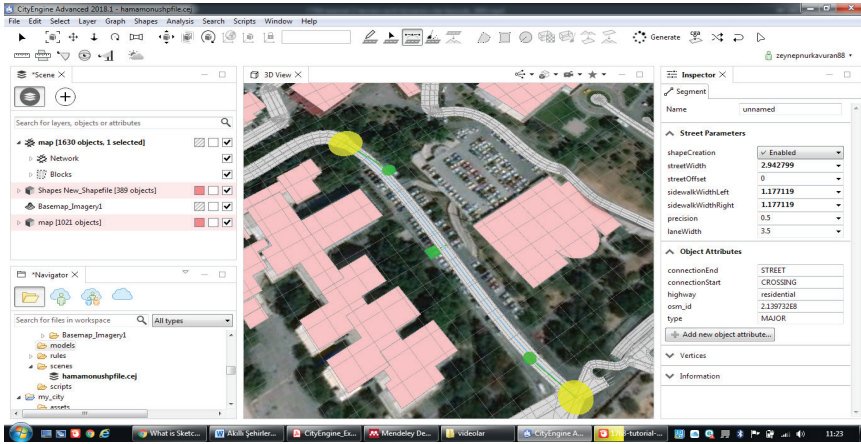 CityEngine Advanced 2018.1 - hamamonushpfile.cej
File Edit Select Layer Graph Shapes Analysis Search Scripts Window Help
Generate
zeynepnurkavuran88
*Scene
Search for layers, objects or attributes
map [1630 objects, 1 selected]
Network
Blocks
Shapes New_Shapefile [389 objects]
Basemap_Imagery1
map [1021 objects]
*Navigator
Search for files in workspace All types
Basemap_Imagery1
models
rules
scenes
hamamonushpfile.cej
scripts
my_city
assets
3D View
Inspector
Segment
Name unnamed
Street Parameters
shapeCreation Enabled
streetWidth 2.942799
streetOffset 0
sidewalkWidthLeft 1.177119
sidewalkWidthRight 1.177119
precision 0.5
laneWidth 3.5
Object Attributes
connectionEnd STREET
connectionStart CROSSING
highway residential
osm_id 2.139732E8
type MAJOR
Add new object attribute...
Vertices
Information
What is Sketc... Akıllı Şehirler... CityEngine_Ex... Mendeley De... videolar CityEngine A... -tutorial-... 11:23